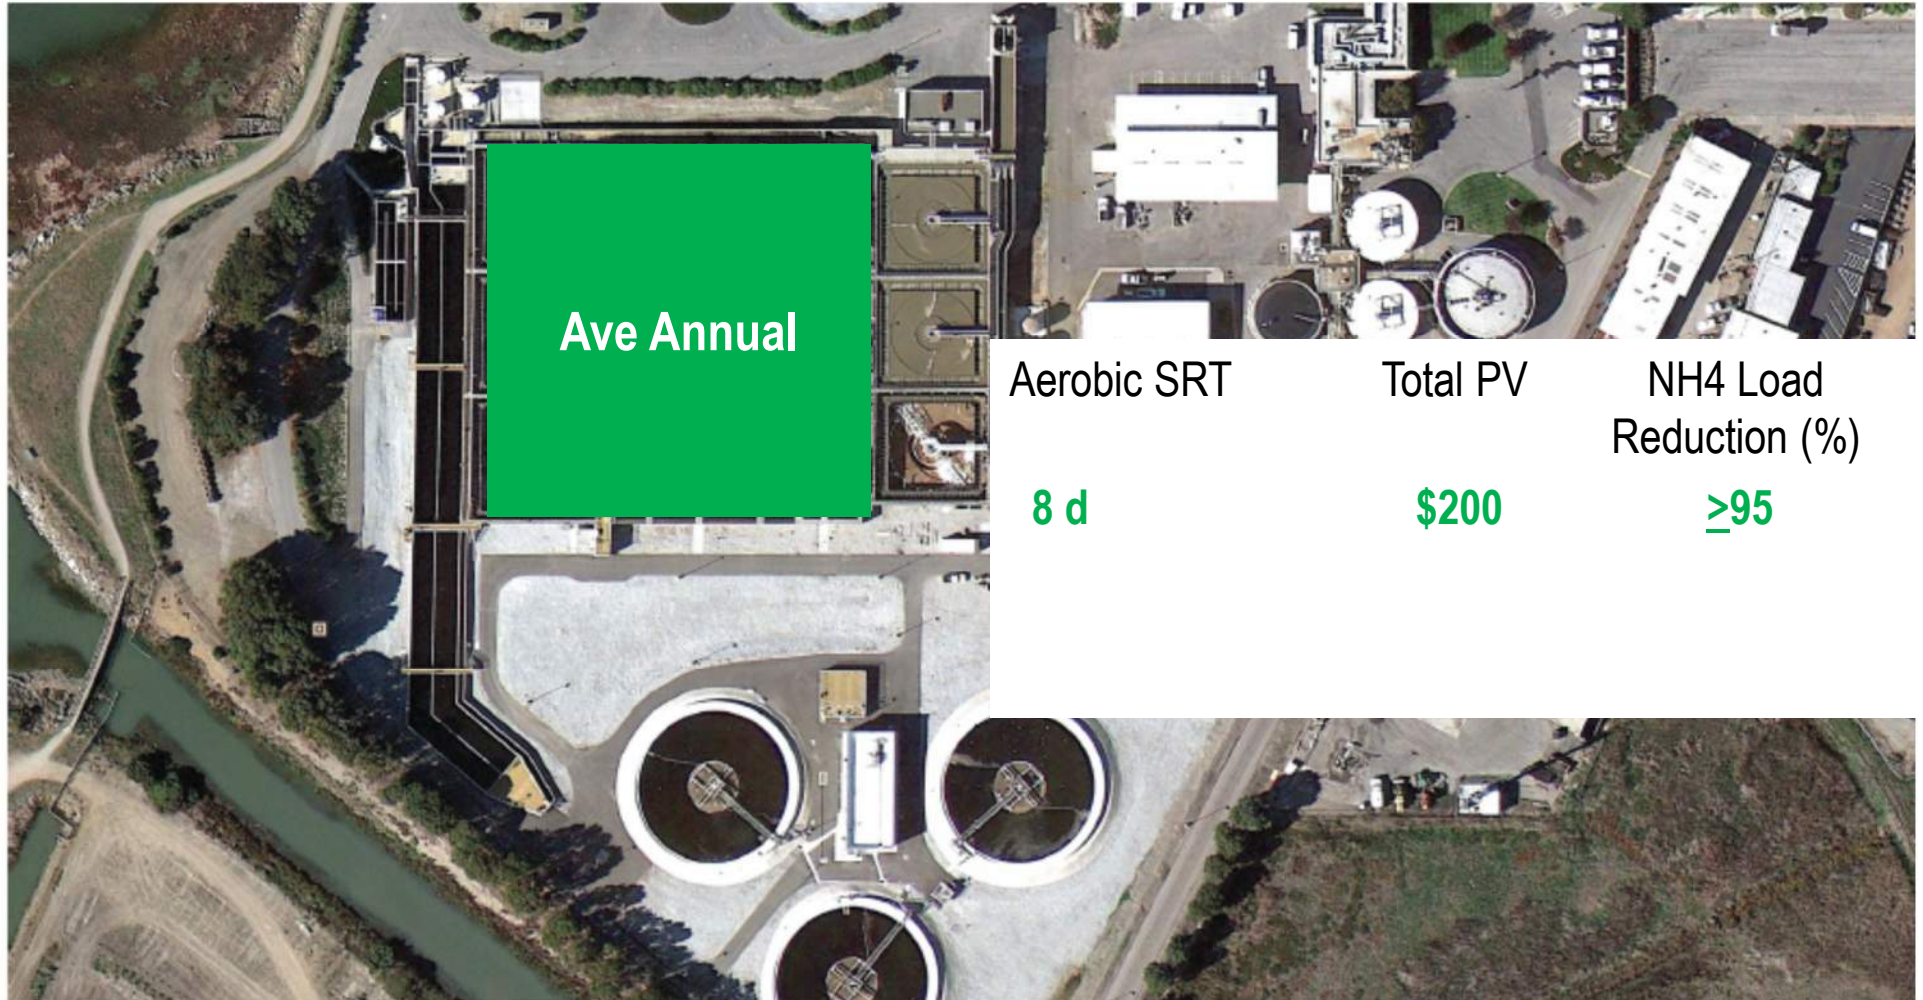 Ave Annual
Aerobic SRT Total PV NH4 Load
Reduction (%)
8 d $200 ≥95